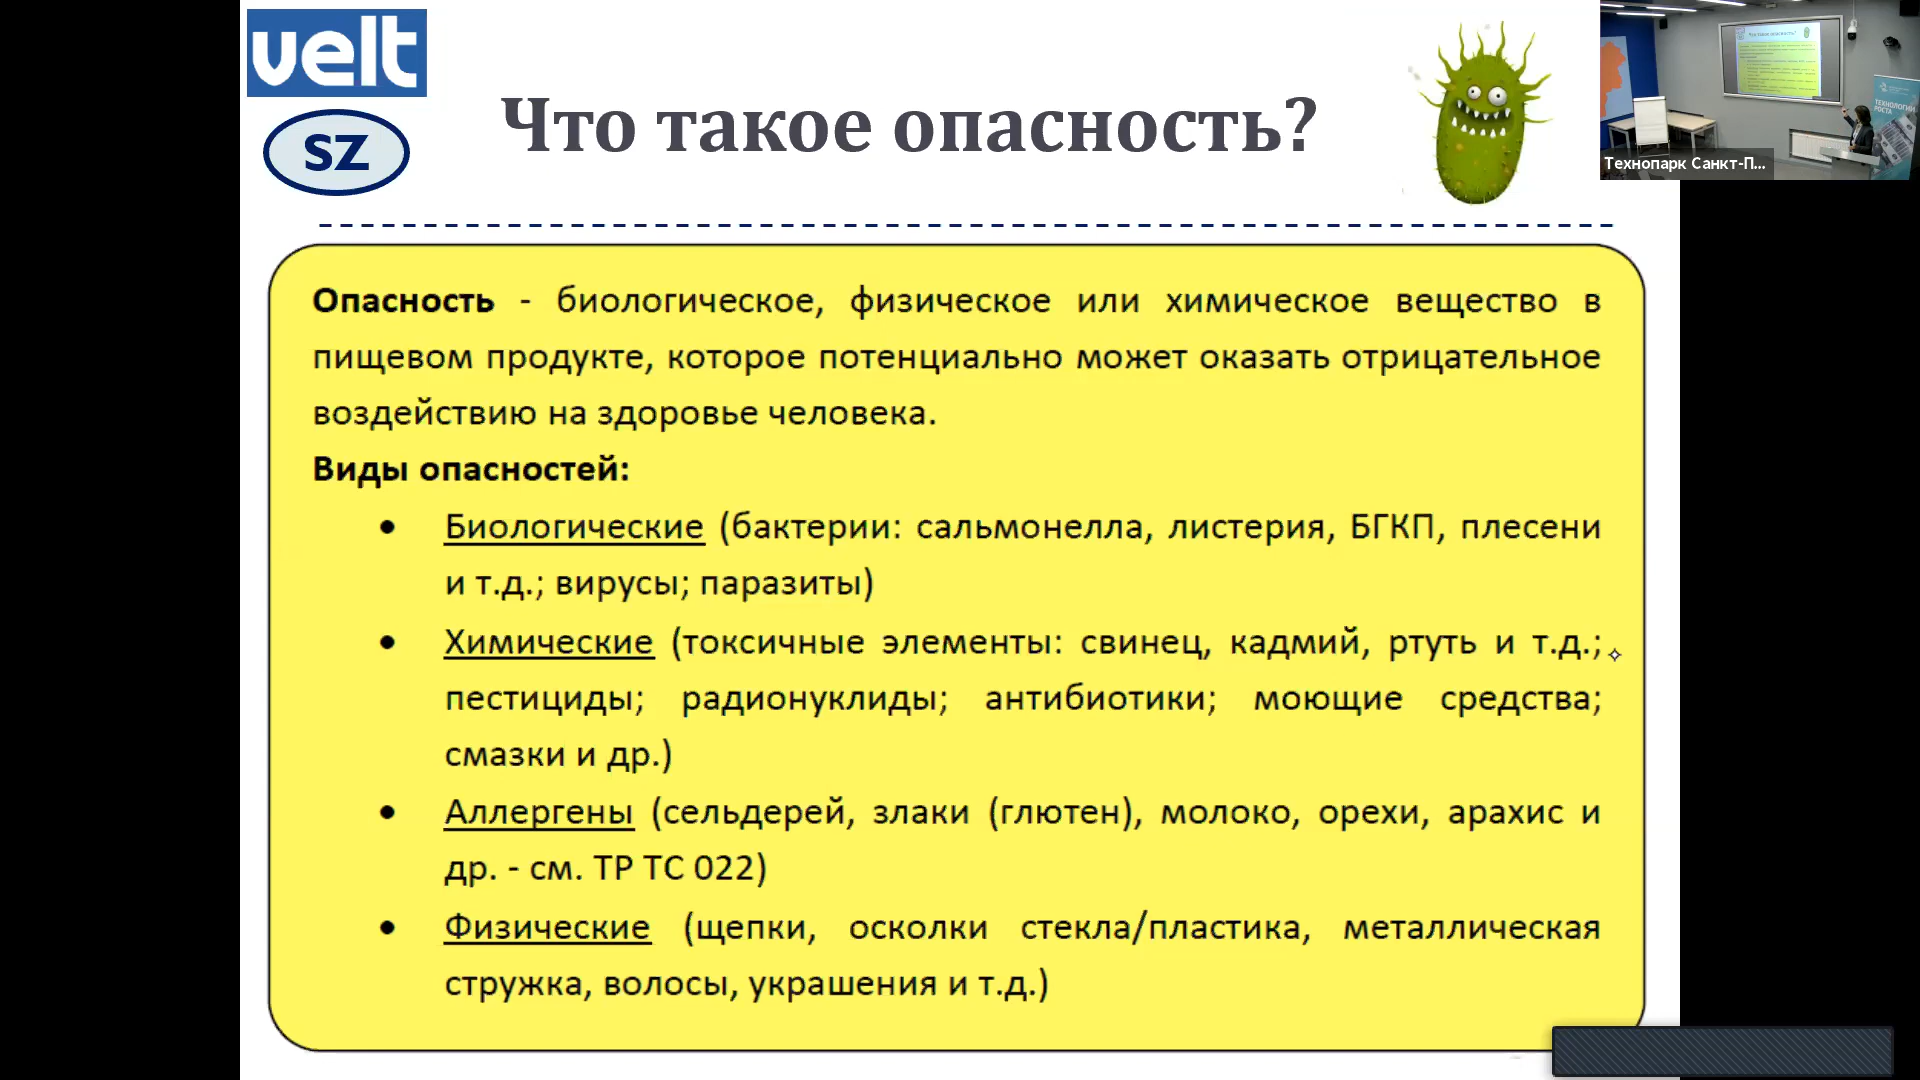 velt
SZ
Что такое опасность?
Технопарк Санкт-П...
ТЕХНОЛОГИИ
РОСТА
Опасность - биологическое, физическое или химическое вещество в
пищевом продукте, которое потенциально может оказать отрицательное
воздействию на здоровье человека.
Виды опасностей:
• Биологические (бактерии: сальмонелла, листерия, БГКП, плесени
и т.д.; вирусы; паразиты)
• Химические (токсичные элементы: свинец, кадмий, ртуть и т.д.;
пестициды; радионуклиды; антибиотики; моющие средства;
смазки и др.)
• Аллергены (сельдерей, злаки (глютен), молоко, орехи, арахис и
др. - см. ТР ТС 022)
• Физические (щепки, осколки стекла/пластика, металлическая
стружка, волосы, украшения и т.д.)